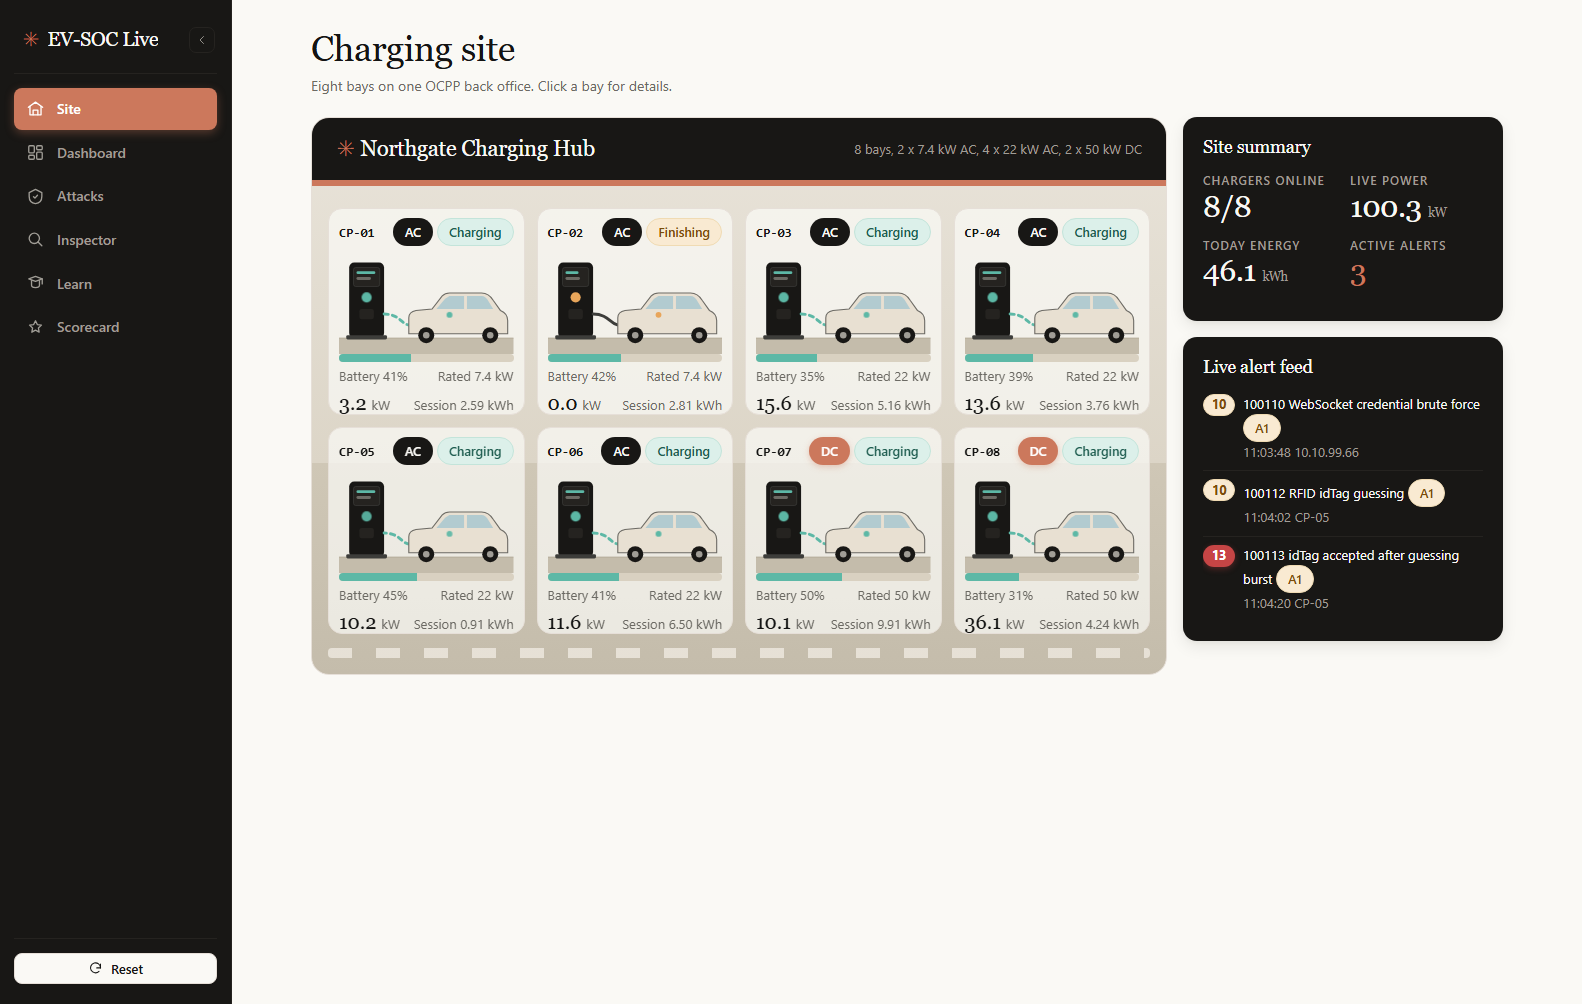 EV-SOC Live
Site
Dashboard
Attacks
Inspector
Learn
Scorecard
Reset
Charging site
Eight bays on one OCPP back office. Click a bay for details.
Northgate Charging Hub
8 bays, 2 x 7.4 kW AC, 4 x 22 kW AC, 2 x 50 kW DC
CP-01 AC Charging
Battery 41% Rated 7.4 kW
3.2 kW Session 2.59 kWh
CP-02 AC Finishing
Battery 42% Rated 7.4 kW
0.0 kW Session 2.81 kWh
CP-03 AC Charging
Battery 35% Rated 22 kW
15.6 kW Session 5.16 kWh
CP-04 AC Charging
Battery 39% Rated 22 kW
13.6 kW Session 3.76 kWh
CP-05 AC Charging
Battery 45% Rated 22 kW
10.2 kW Session 0.91 kWh
CP-06 AC Charging
Battery 41% Rated 22 kW
11.6 kW Session 6.50 kWh
CP-07 DC Charging
Battery 50% Rated 50 kW
10.1 kW Session 9.91 kWh
CP-08 DC Charging
Battery 31% Rated 50 kW
36.1 kW Session 4.24 kWh
Site summary
CHARGERS ONLINE LIVE POWER
8/8 100.3 kW
TODAY ENERGY ACTIVE ALERTS
46.1 kWh 3
Live alert feed
10 100110 WebSocket credential brute force
A1
11:03:48 10.10.99.66
10 100112 RFID idTag guessing A1
11:04:02 CP-05
13 100113 idTag accepted after guessing
burst A1
11:04:20 CP-05